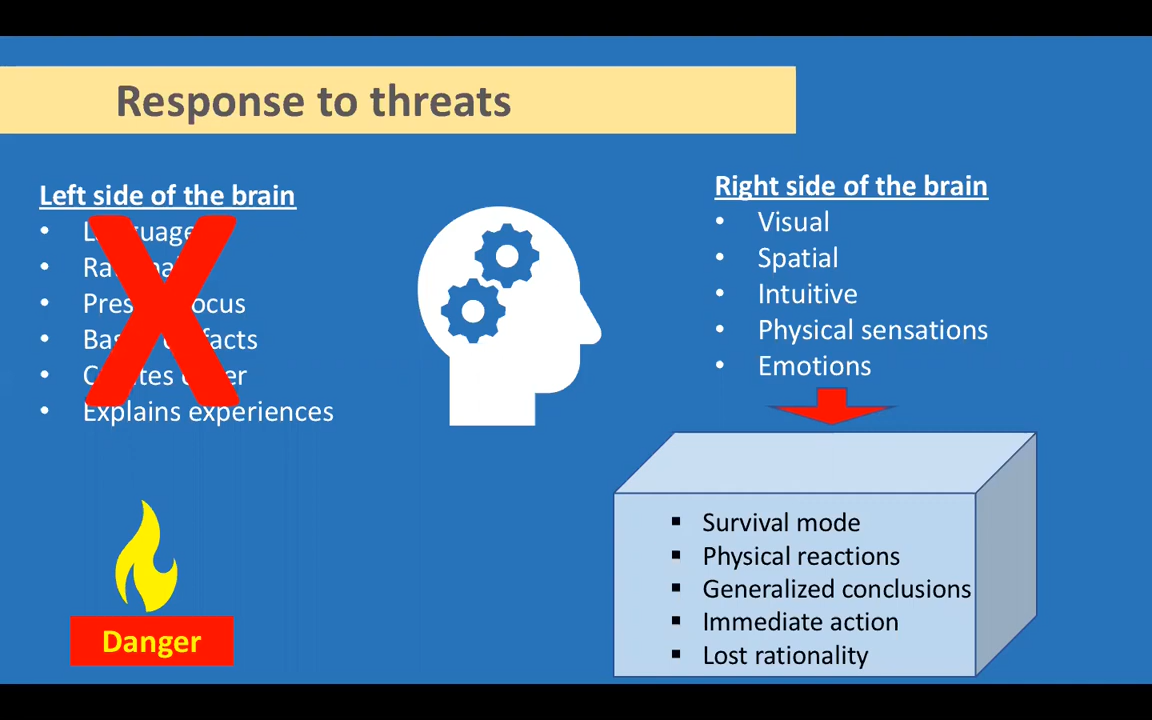 Response to threats
Left side of the brain
• Explains experiences
Right side of the brain
• Visual
• Spatial
• Intuitive
• Physical sensations
• Emotions
Danger
▪ Survival mode
▪ Physical reactions
▪ Generalized conclusions
▪ Immediate action
▪ Lost rationality